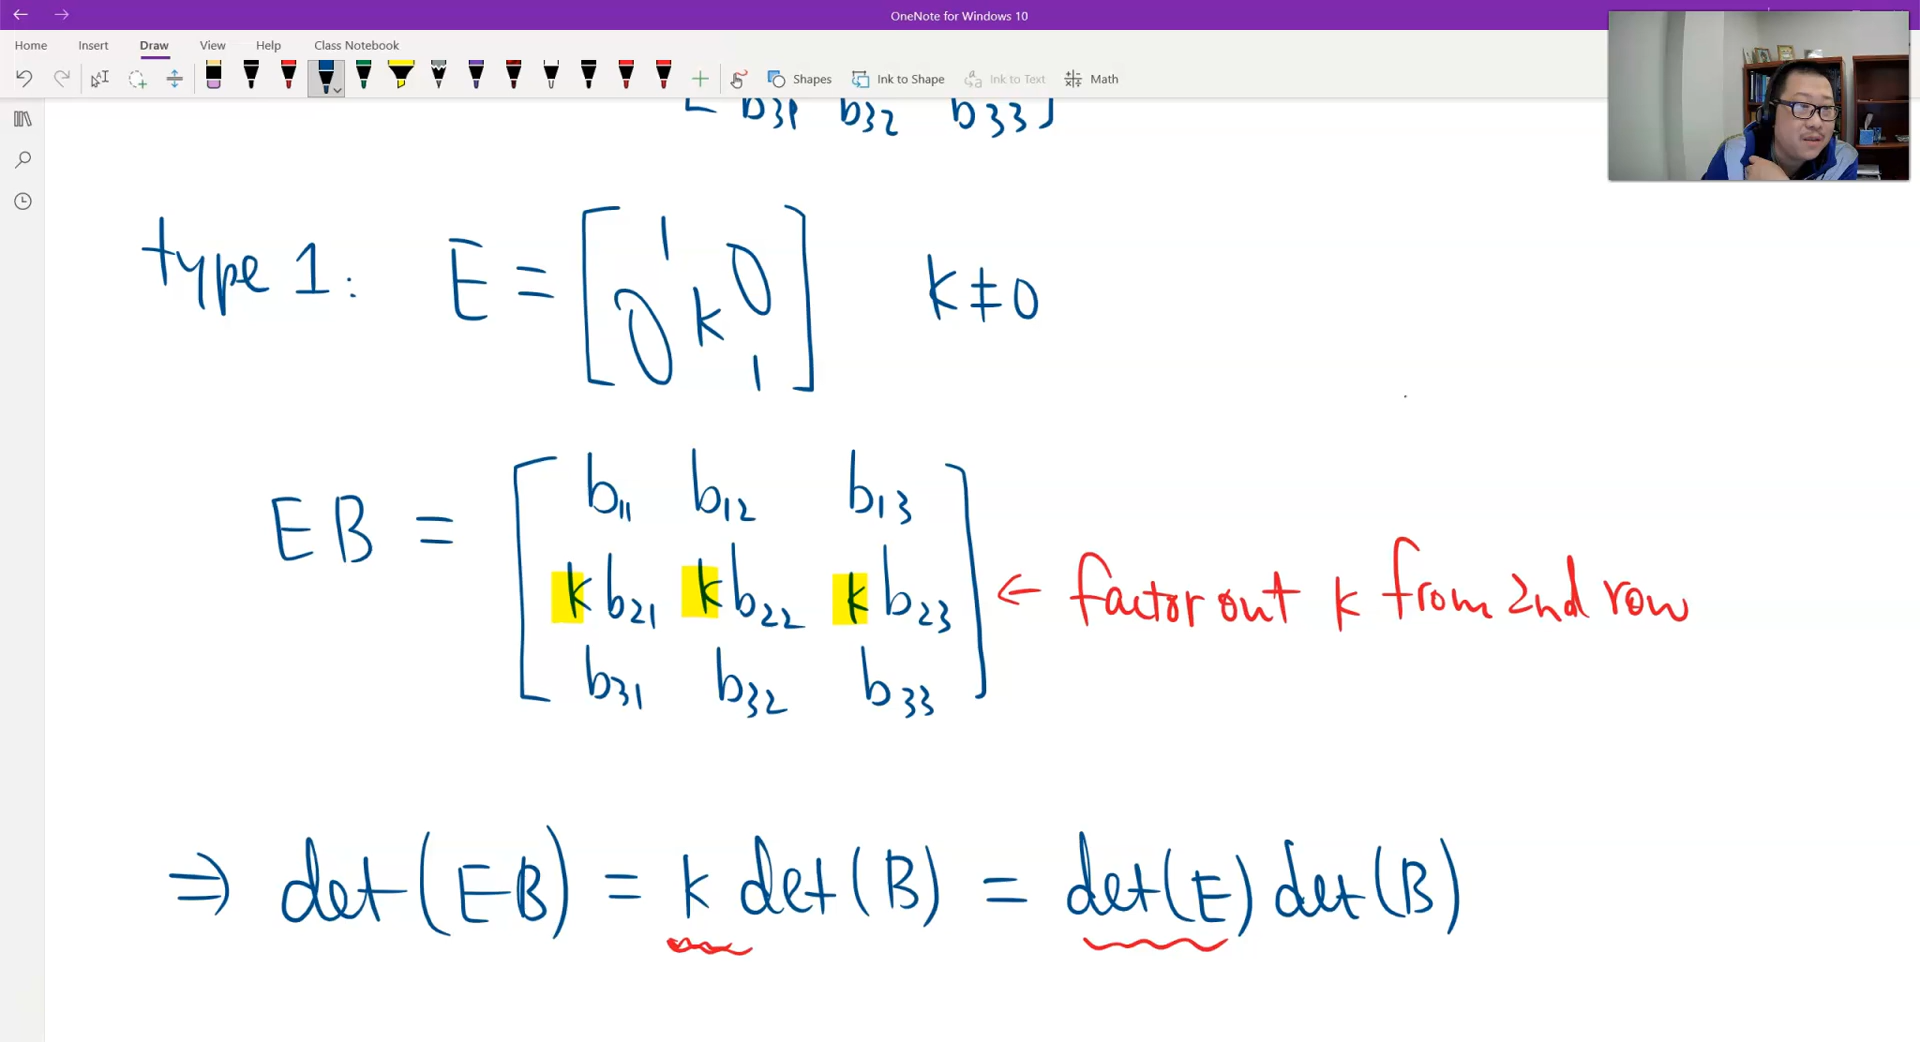 OneNote for Windows 10
Home Insert Draw View Help Class Notebook
Shapes Ink to Shape Ink to Text Math
b31 b32 b33
type 1: E = [ 1 0
0 k
1 ] k ≠ 0
b11 b12 b13
EB = [ kb21 kb22 kb23 ] ← factor out k from 2nd row
b31 b32 b33
⇒ det(EB) = k det(B) = det(E) det(B)